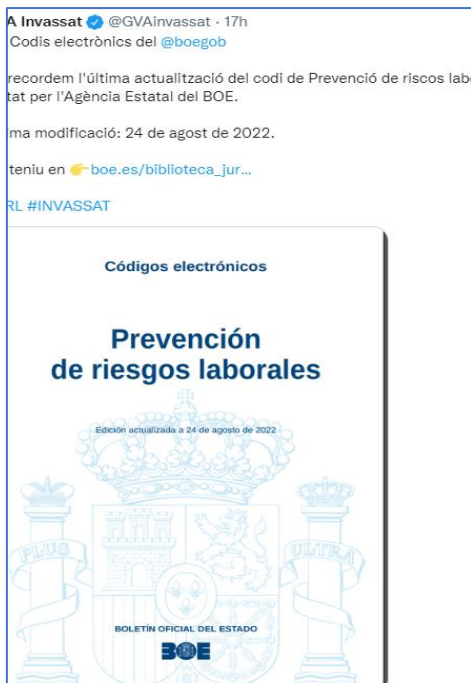 A Invassat @GVAinvassat · 17h
Codis electrònics del @boegob
recordem l'última actualització del codi de Prevenció de riscos lab
tat per l'Agència Estatal del BOE.
ma modificació: 24 de agost de 2022.
teniu en 👉boe.es/biblioteca_jur...
RL #INVASSAT
Códigos electrónicos
Prevención
de riesgos laborales
Edición actualizada a 24 de agosto de 2022
PLUS ULTRA
BOLETÍN OFICIAL DEL ESTADO
BOE